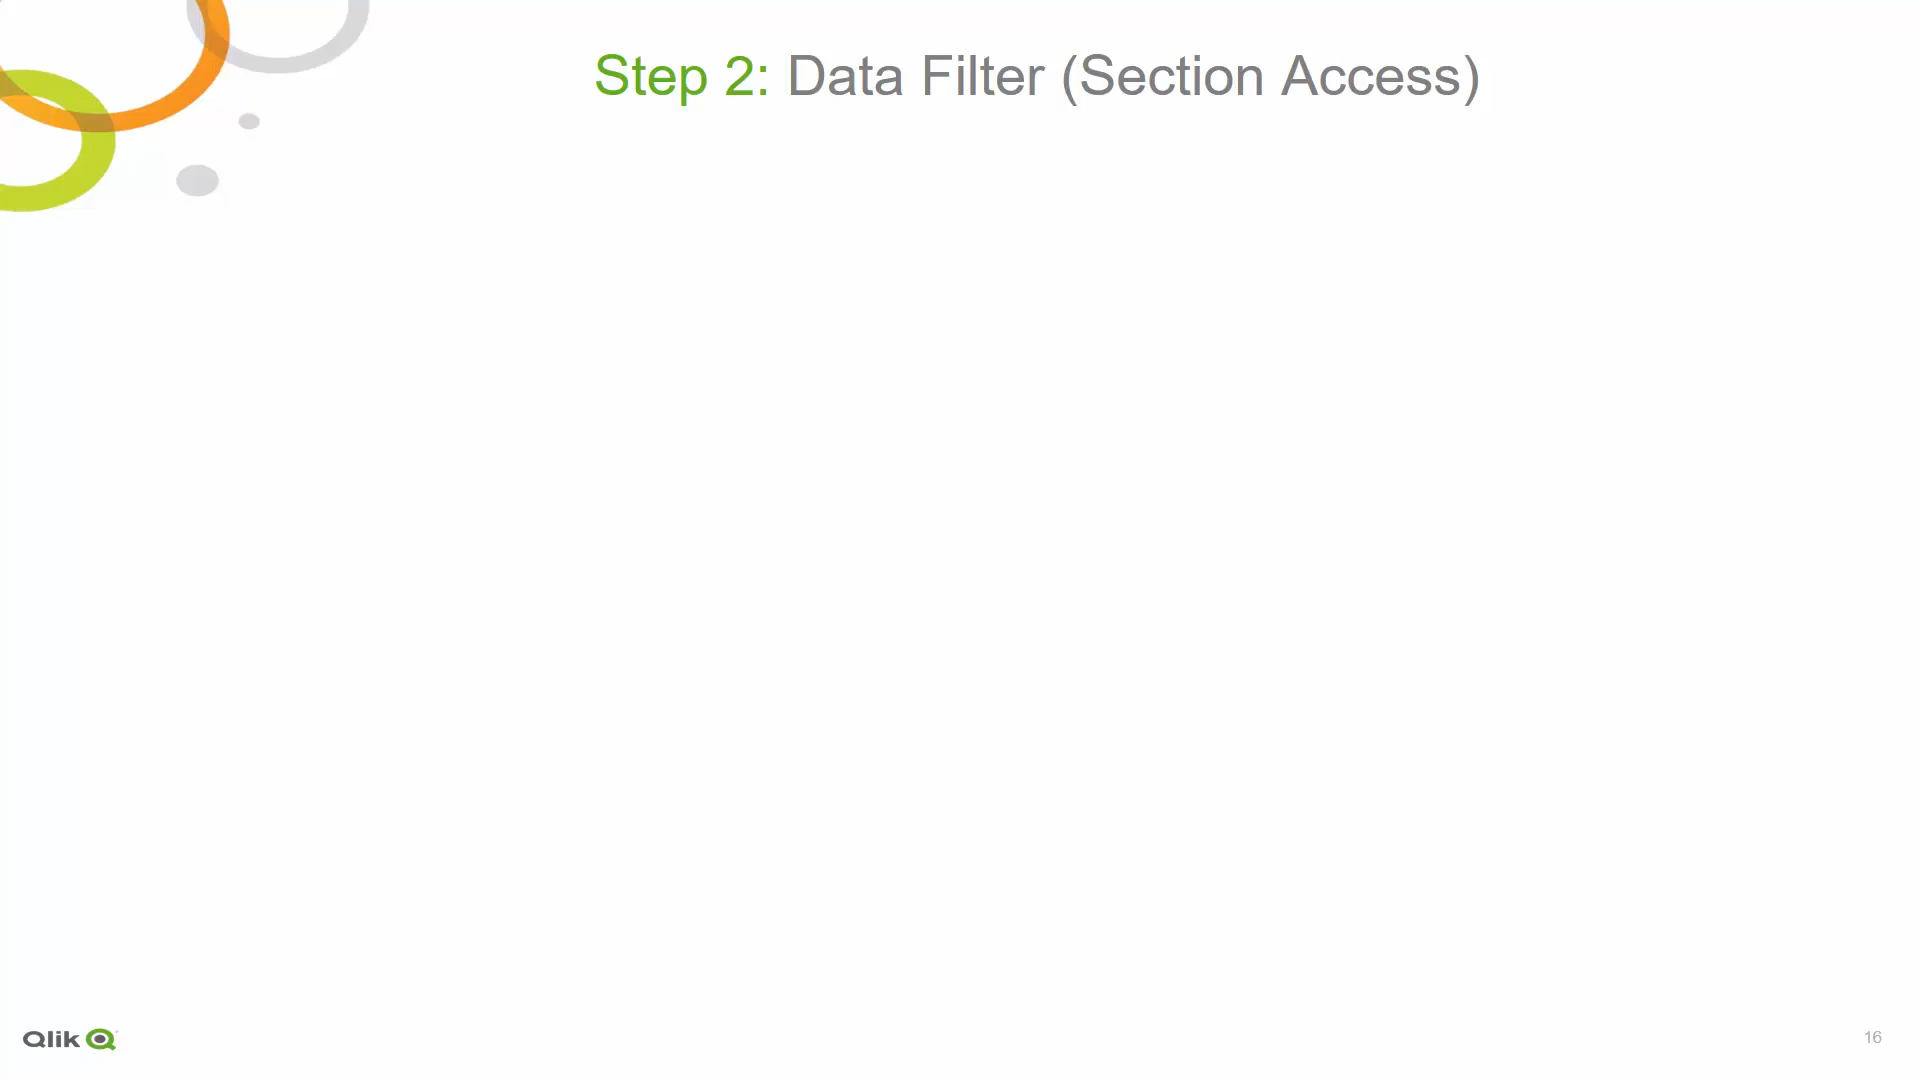 Step 2: Data Filter (Section Access)
Qlik
16